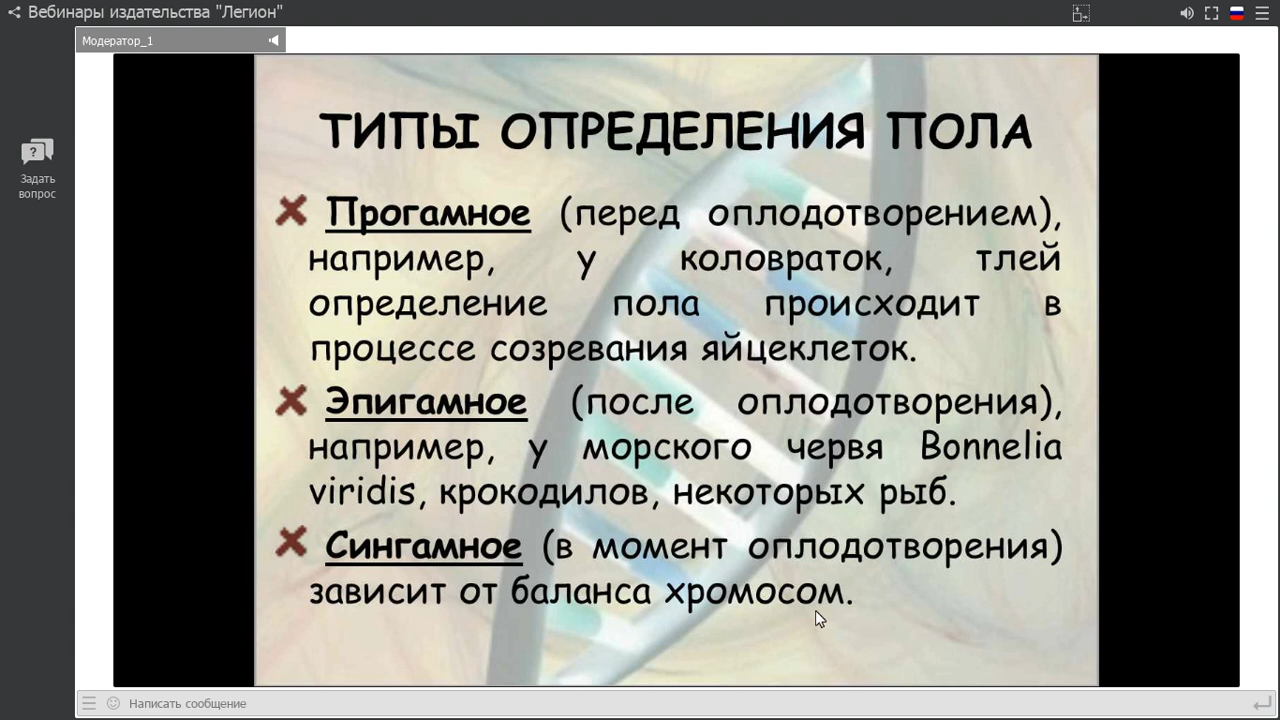 Вебинары издательства "Легион"
Модератор_1
Задать
вопрос
ТИПЫ ОПРЕДЕЛЕНИЯ ПОЛА
Прогамное (перед оплодотворением),
например, у коловраток, тлей
определение пола происходит в
процессе созревания яйцеклеток.
Эпигамное (после оплодотворения),
например, у морского червя Bonnelia
viridis, крокодилов, некоторых рыб.
Сингамное (в момент оплодотворения)
зависит от баланса хромосом.
Написать сообщение